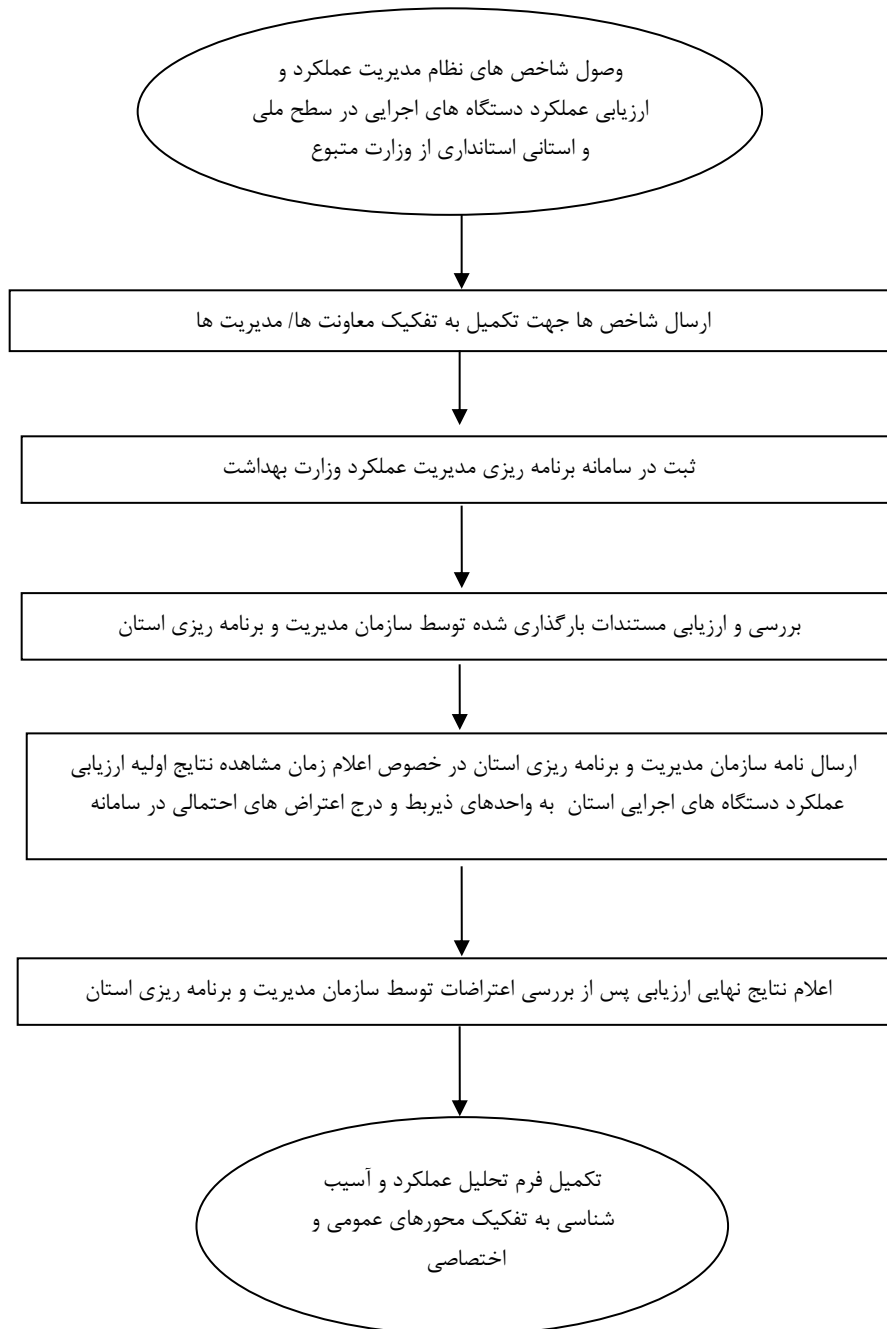 وصول شاخص های نظام مدیریت عملکرد و
ارزیابی عملکرد دستگاه های اجرایی در سطح ملی
و استانی استانداری از وزارت متبوع
ارسال شاخص ها جهت تکمیل به تفکیک معاونت ها/ مدیریت ها
ثبت در سامانه برنامه ریزی مدیریت عملکرد وزارت بهداشت
بررسی و ارزیابی مستندات بارگذاری شده توسط سازمان مدیریت و برنامه ریزی استان
ارسال نامه سازمان مدیریت و برنامه ریزی استان در خصوص اعلام زمان مشاهده نتایج اولیه ارزیابی
عملکرد دستگاه های اجرایی استان به واحدهای ذیربط و درج اعتراض های احتمالی در سامانه
اعلام نتایج نهایی ارزیابی پس از بررسی اعتراضات توسط سازمان مدیریت و برنامه ریزی استان
تکمیل فرم تحلیل عملکرد و آسیب
شناسی به تفکیک محورهای عمومی و
اختصاصی